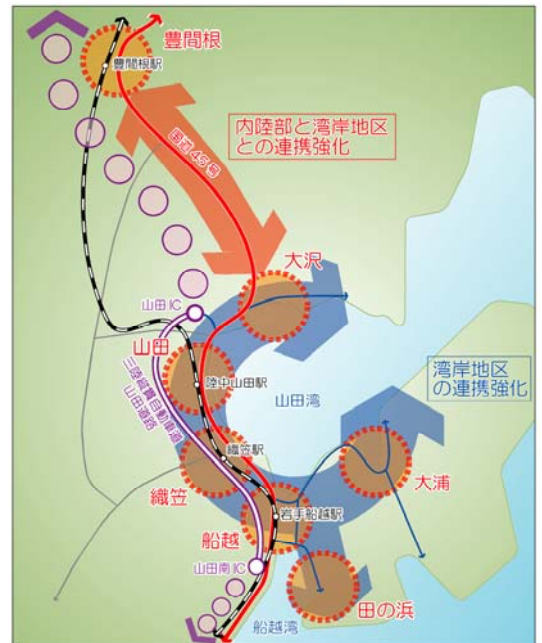 豊間根
豊間根駅
内陸部と湾岸地区
との連携強化
国道45号
大沢
山田IC
山田
陸中山田駅
山田湾
湾岸地区
の連携強化
三陸縦貫自動車道
山田道路
織笠駅
織笠
大浦
岩手船越駅
船越
山田南IC
田の浜
船越湾